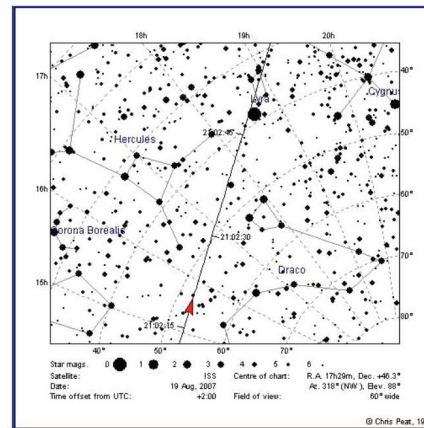 18h 19h 20h
17h
40°
Lyra
Cygnus
21:02:45
50°
Hercules
16h
60°
Corona Borealis
21:02:30
70°
Draco
15h
80°
21:02:15
40° 50° 60° 70°
Star mags. 0 1 2 3 4 5 6
Satellite: ISS Centre of chart: R.A. 17h29m, Dec. +46.3°
Date: 19 Aug, 2007 Az. 318° (NW), Elev. 88°
Time offset from UTC: +2:00 Field of view: 60° wide
© Chris Peat, 19